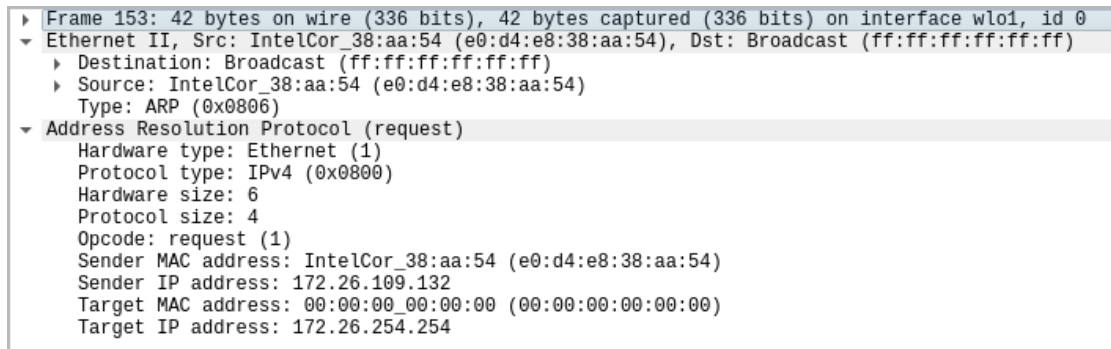 Frame 153: 42 bytes on wire (336 bits), 42 bytes captured (336 bits) on interface wlo1, id 0
Ethernet II, Src: IntelCor_38:aa:54 (e0:d4:e8:38:aa:54), Dst: Broadcast (ff:ff:ff:ff:ff:ff)
Destination: Broadcast (ff:ff:ff:ff:ff:ff)
Source: IntelCor_38:aa:54 (e0:d4:e8:38:aa:54)
Type: ARP (0x0806)
Address Resolution Protocol (request)
Hardware type: Ethernet (1)
Protocol type: IPv4 (0x0800)
Hardware size: 6
Protocol size: 4
Opcode: request (1)
Sender MAC address: IntelCor_38:aa:54 (e0:d4:e8:38:aa:54)
Sender IP address: 172.26.109.132
Target MAC address: 00:00:00_00:00:00 (00:00:00:00:00:00)
Target IP address: 172.26.254.254